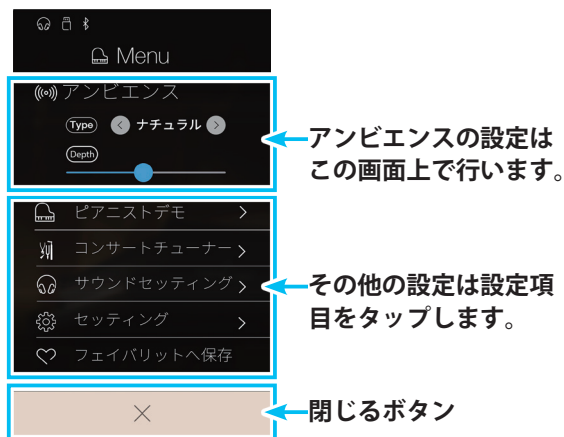 Menu
アンビエンス
Type ナチュラル
Depth
アンビエンスの設定は
この画面上で行います。
ピアニストデモ
コンサートチューナー
サウンドセッティング
セッティング
フェイバリットへ保存
その他の設定は設定項
目をタップします。
閉じるボタン